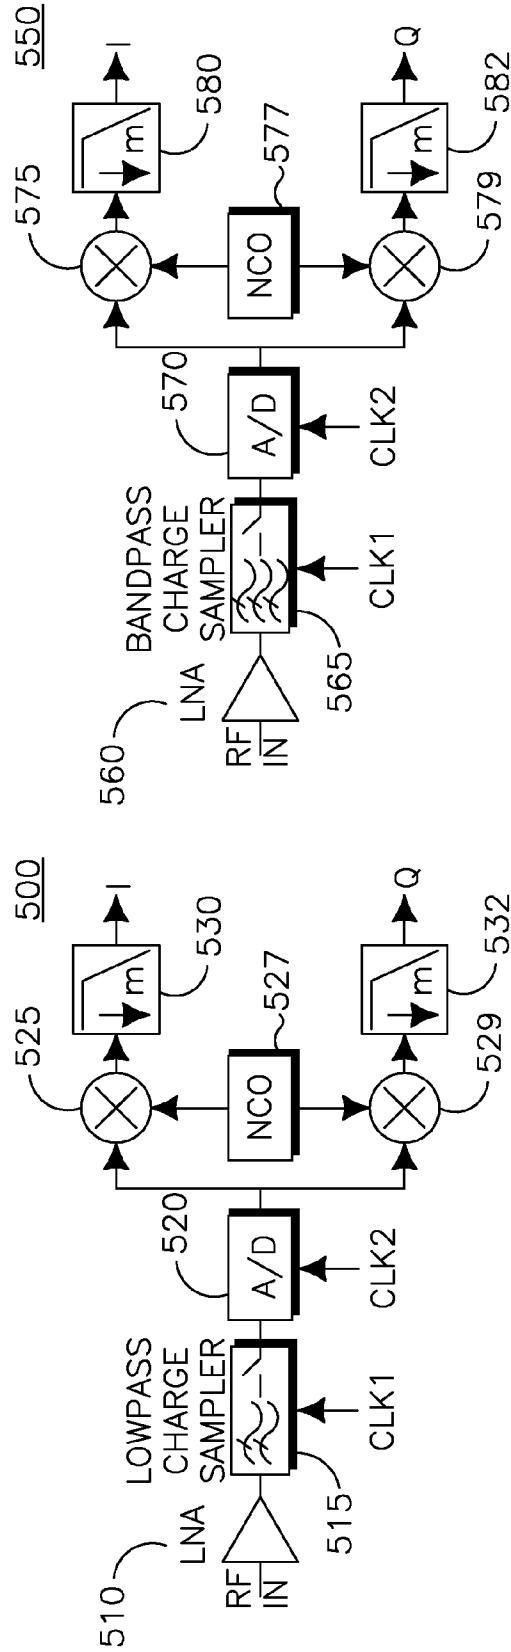 500
510
LNA
RF
IN
LOWPASS
CHARGE
SAMPLER
515
CLK1
520
A/D
CLK2
525
NCO
527
529
m
530
I
m
532
Q
550
560
LNA
RF
IN
BANDPASS
CHARGE
SAMPLER
565
CLK1
570
A/D
CLK2
575
NCO
577
579
m
580
I
m
582
Q